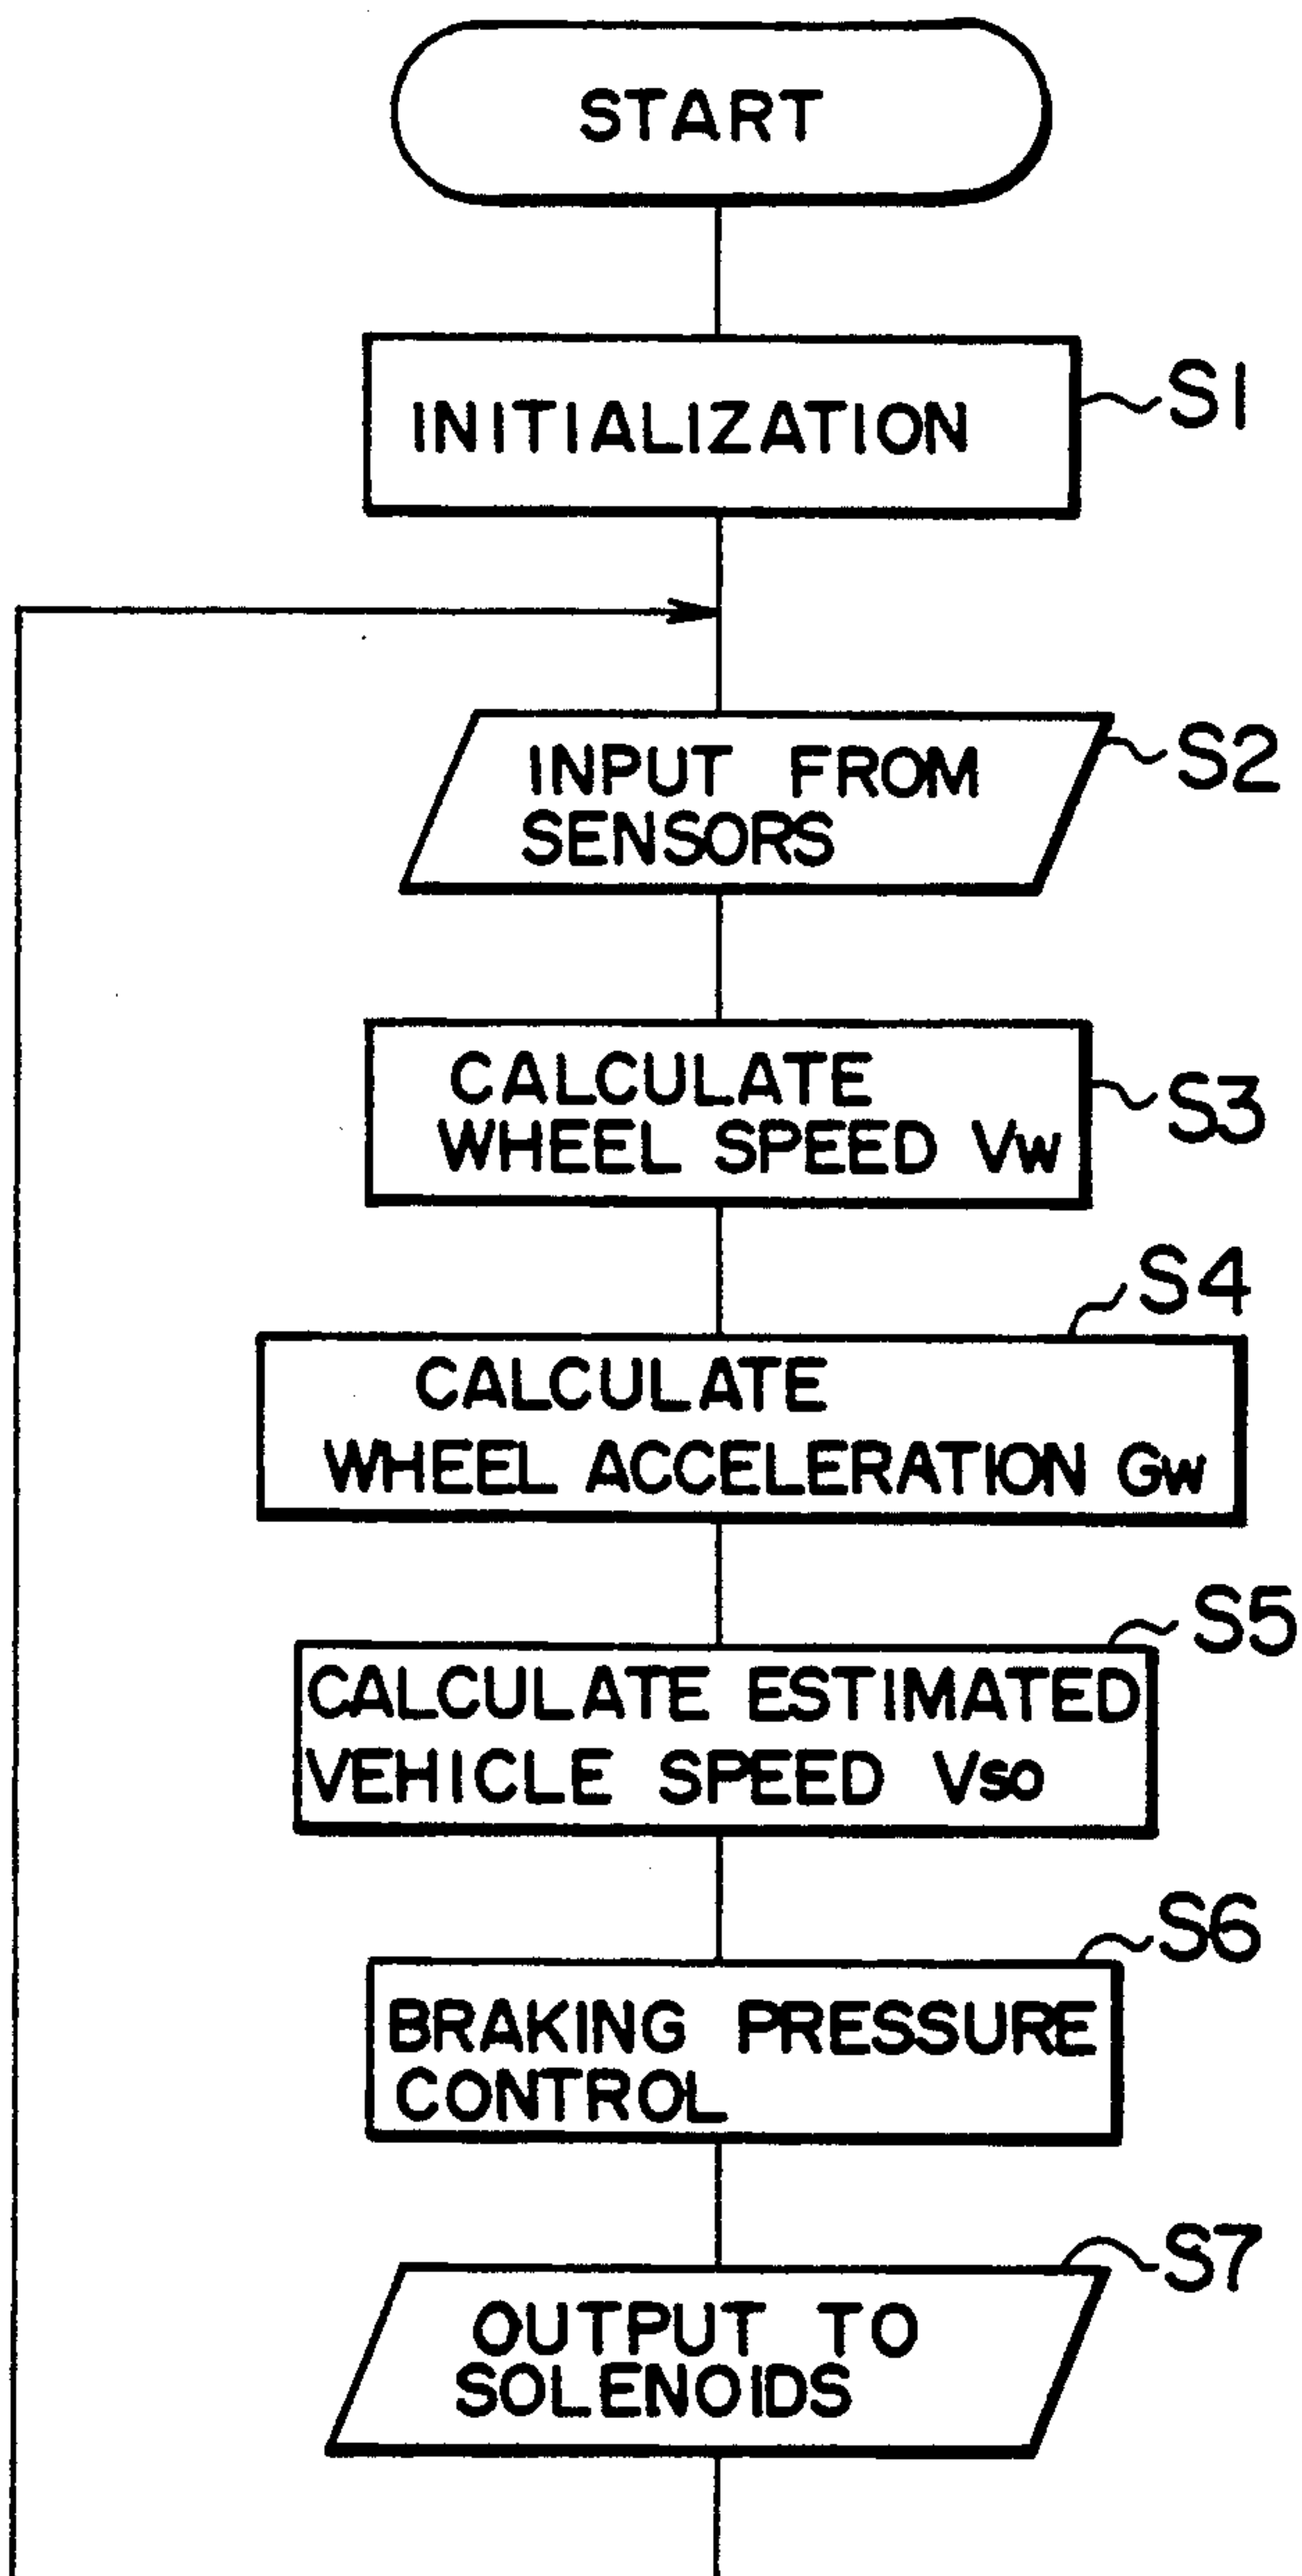 START
INITIALIZATION
S1
INPUT FROM
SENSORS
S2
CALCULATE
WHEEL SPEED Vw
S3
S4
CALCULATE
WHEEL ACCELERATION Gw
S5
CALCULATE ESTIMATED
VEHICLE SPEED Vso
S6
BRAKING PRESSURE
CONTROL
S7
OUTPUT TO
SOLENOIDS